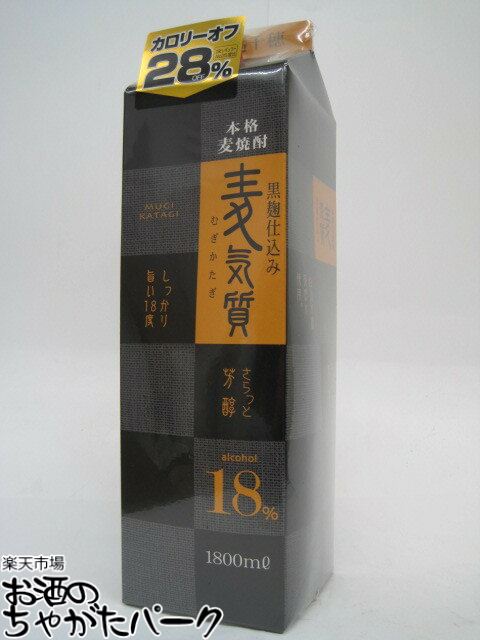 カロリーオフ
28%
OFF
千穂
本格
麦焼酎
黒麹仕込み
麦気質
むぎかたぎ
MUGI
KATAGI
しっかり
旨い18度
さらっと
芳醇
alcohol
18%
1800mℓ
楽天市場
お酒の
ちゃがたパーク